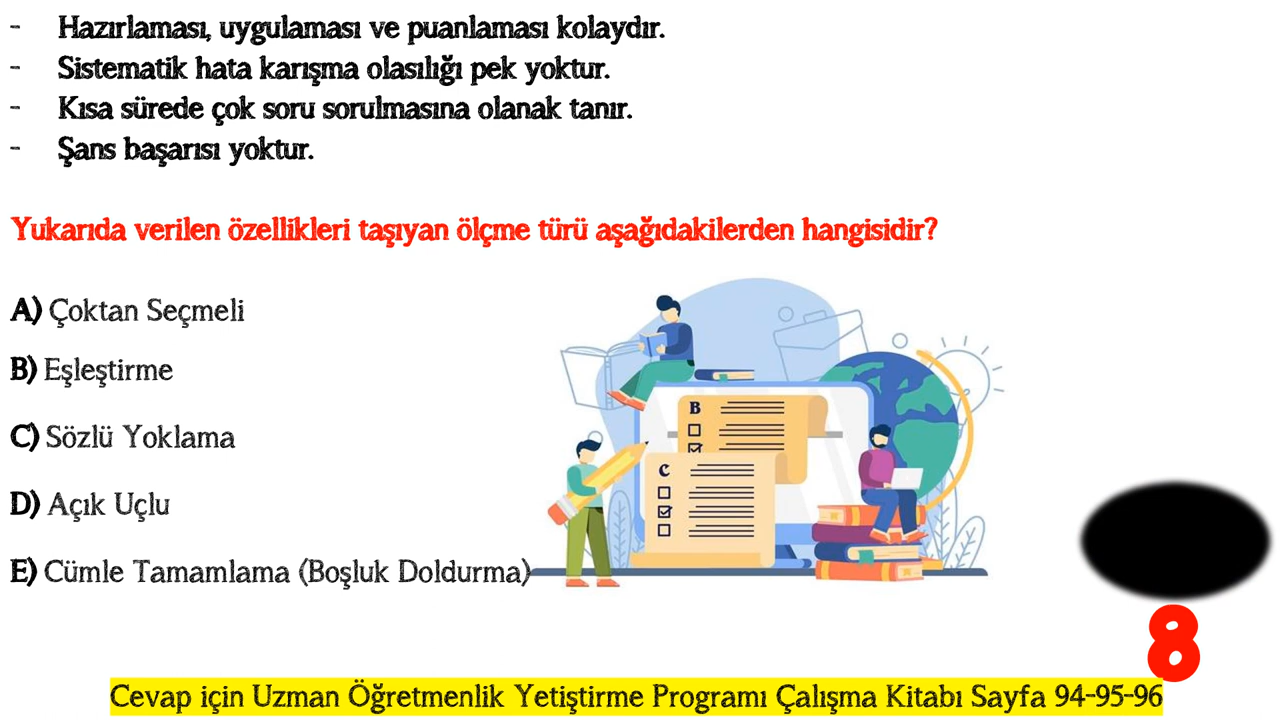 - Hazırlaması, uygulaması ve puanlaması kolaydır.
- Sistematik hata karışma olasılığı pek yoktur.
- Kısa sürede çok soru sorulmasına olanak tanır.
- Şans başarısı yoktur.
Yukarıda verilen özellikleri taşıyan ölçme türü aşağıdakilerden hangisidir?
A) Çoktan Seçmeli
B) Eşleştirme
C) Sözlü Yoklama
D) Açık Uçlu
E) Cümle Tamamlama (Boşluk Doldurma)
B
C
8
Cevap için Uzman Öğretmenlik Yetiştirme Programı Çalışma Kitabı Sayfa 94-95-96